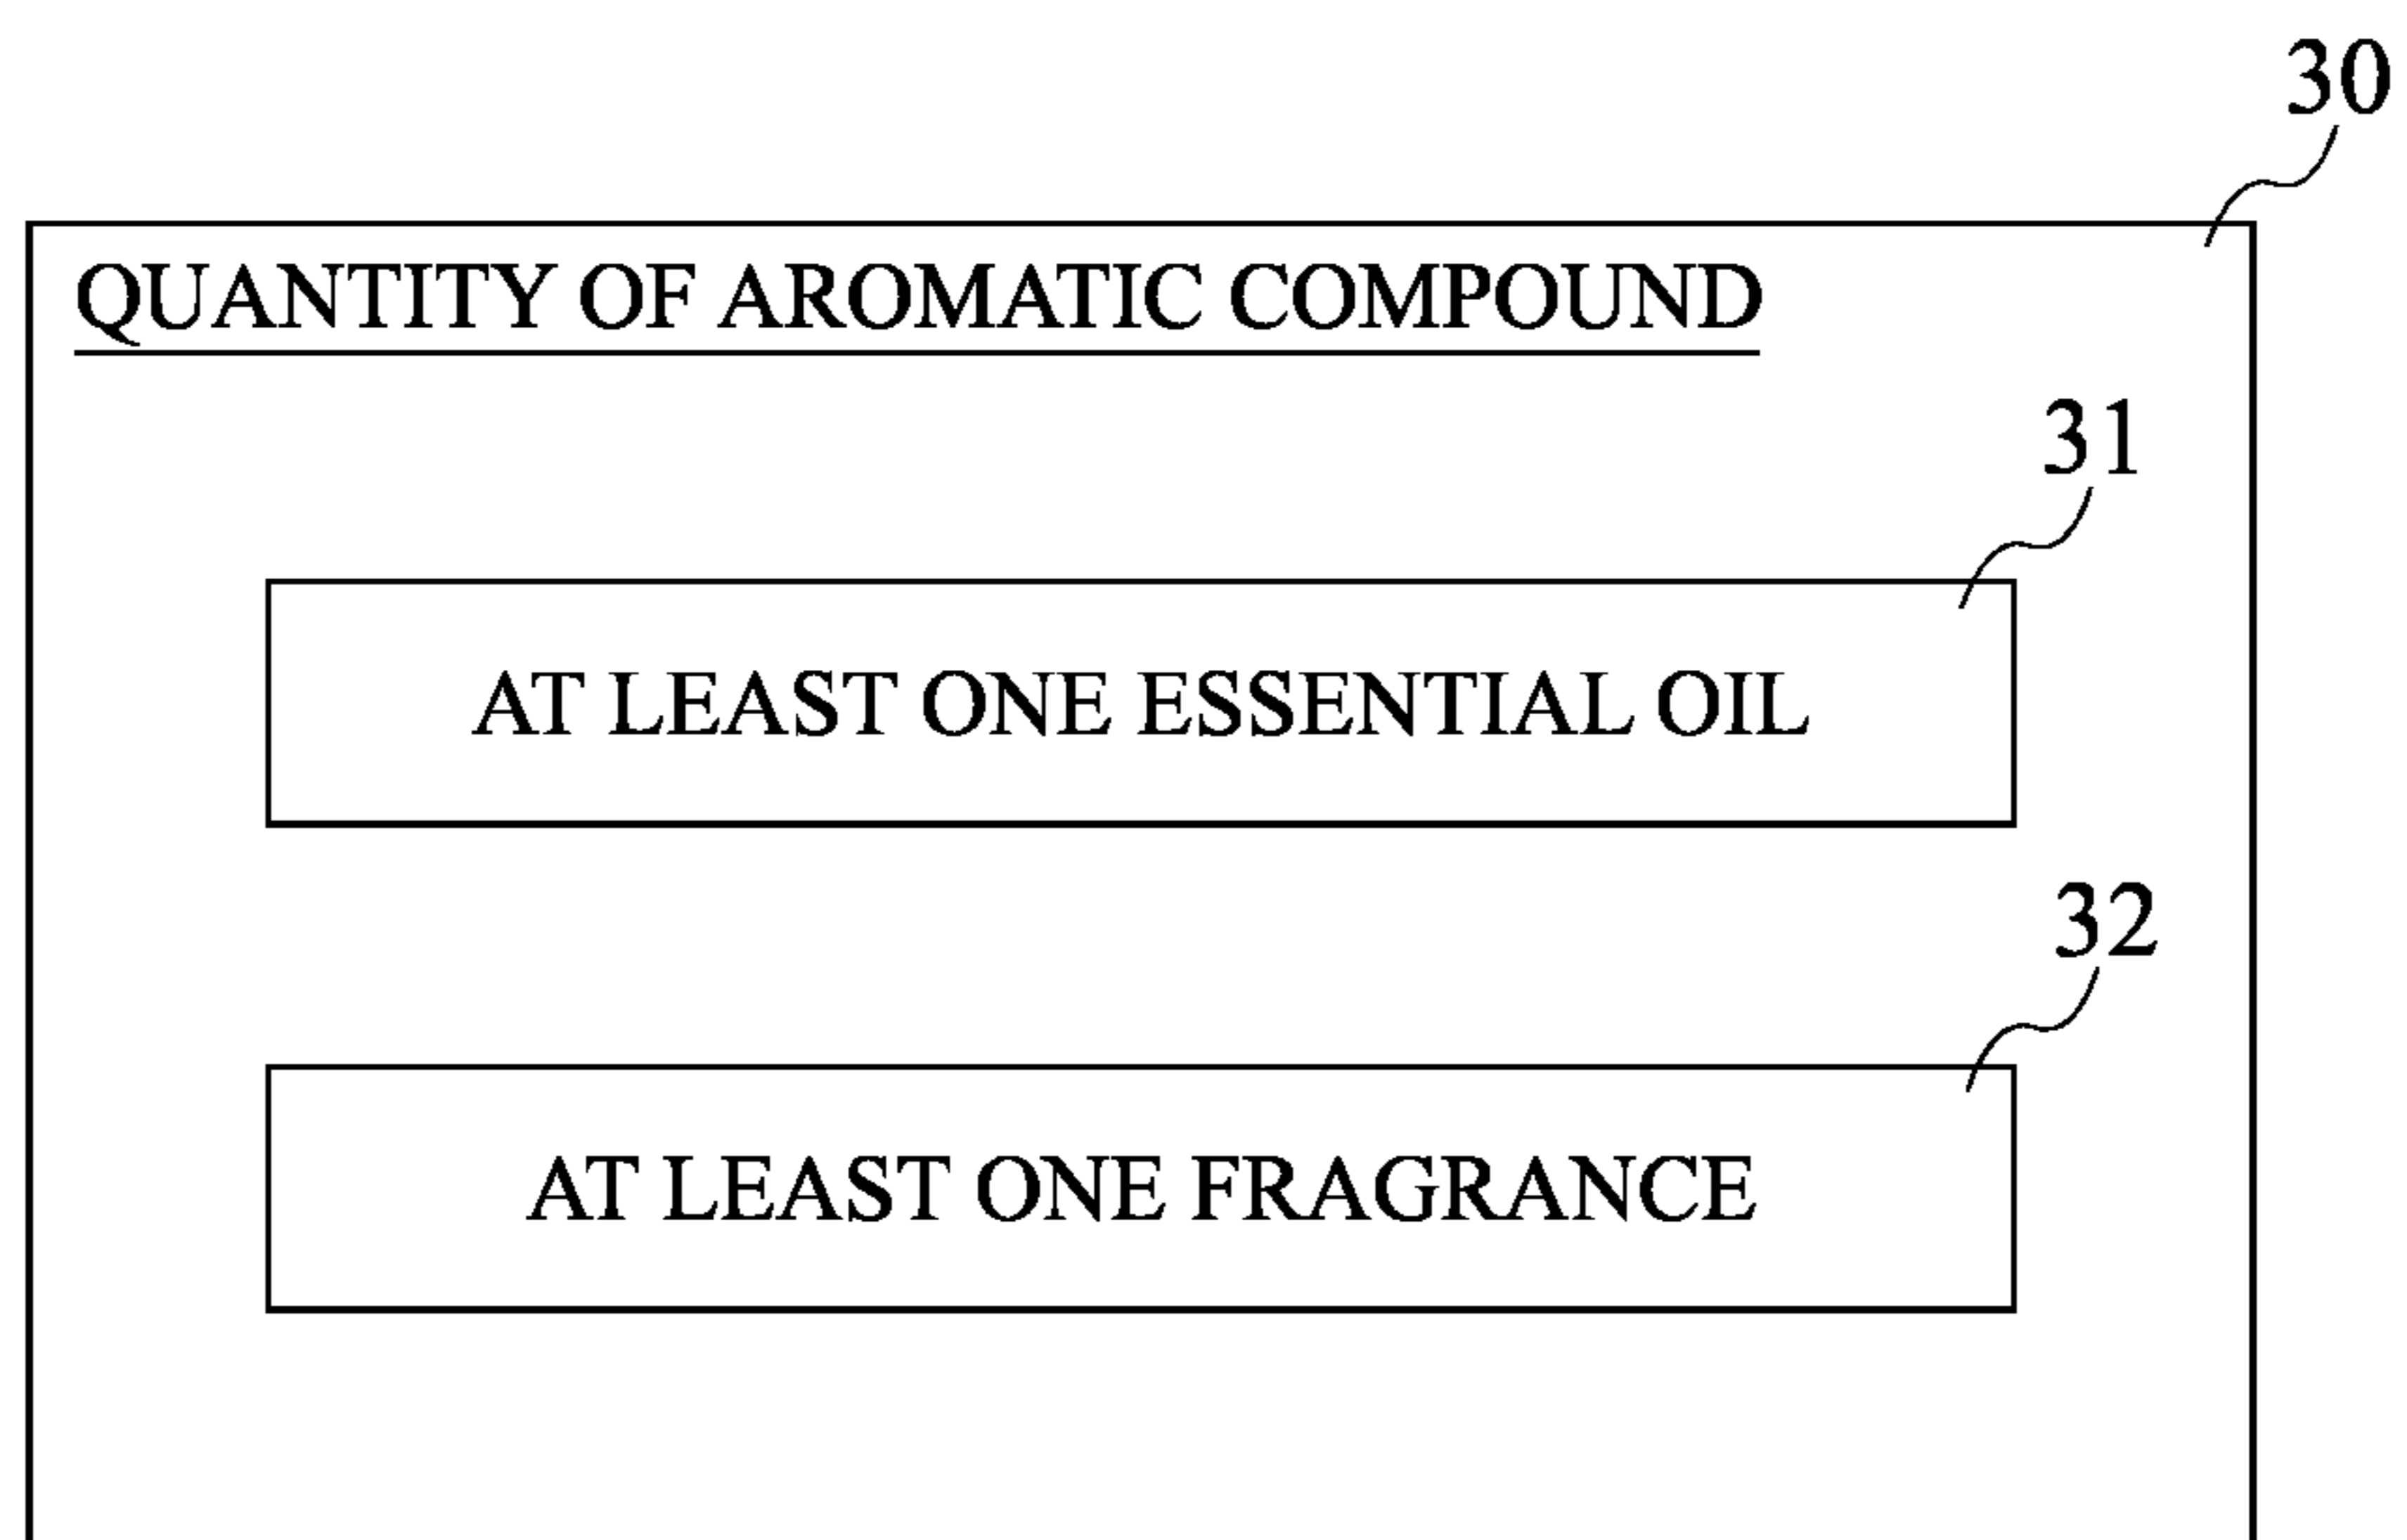 30
QUANTITY OF AROMATIC COMPOUND
31
AT LEAST ONE ESSENTIAL OIL
32
AT LEAST ONE FRAGRANCE